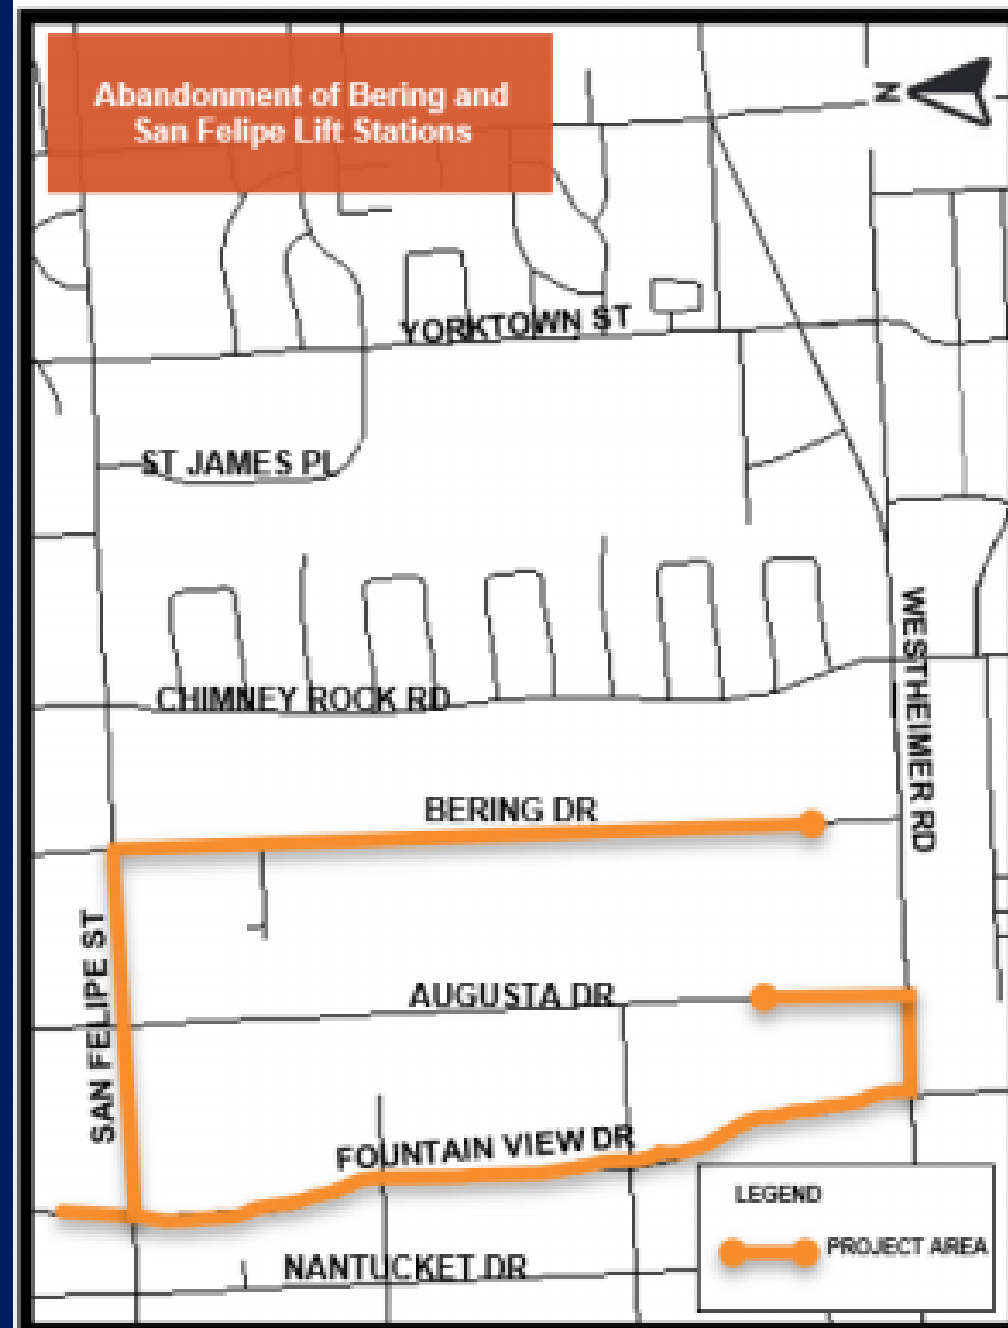 Abandonment of Bering and
San Felipe Lift Stations
N
YORKTOWN ST
ST JAMES PL
CHIMNEY ROCK RD
WESTHEIMER RD
BERING DR
AUGUSTA DR
SAN FELIPE ST
FOUNTAIN VIEW DR
NANTUCKET DR
LEGEND
PROJECT AREA